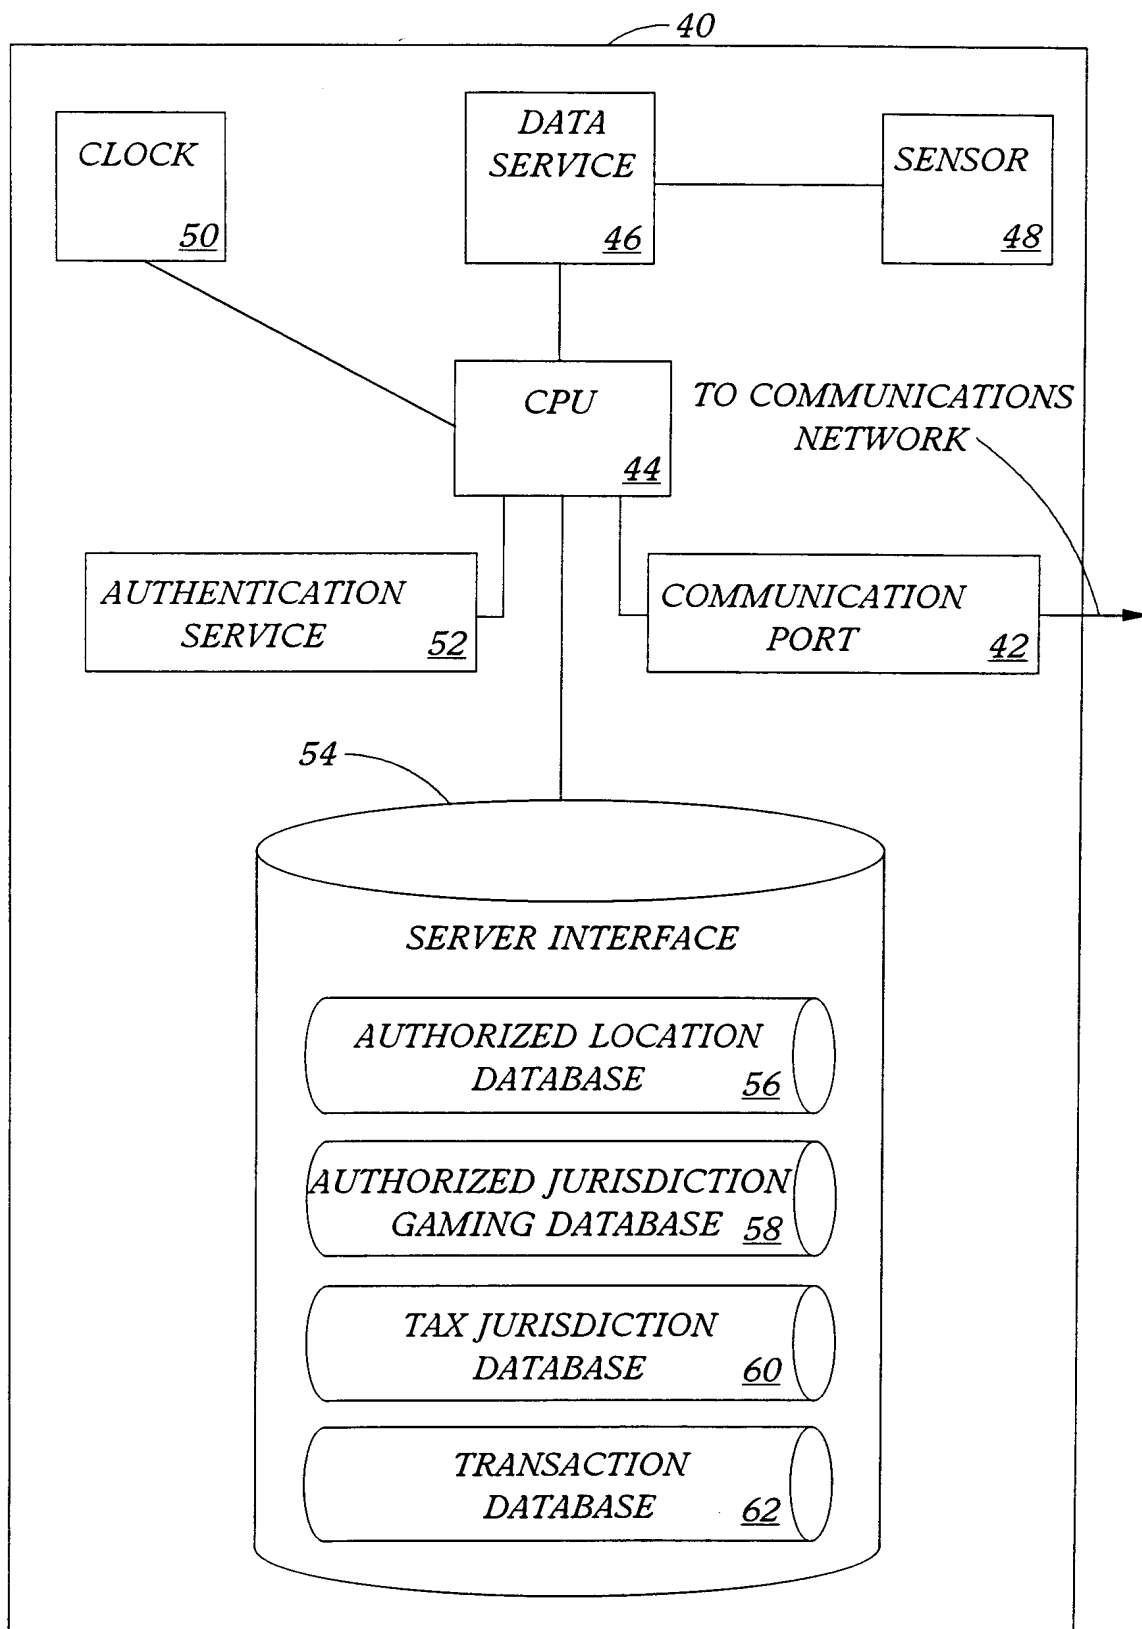 40
CLOCK
50
DATA
SERVICE
46
SENSOR
48
CPU
44
TO COMMUNICATIONS
NETWORK
AUTHENTICATION
SERVICE
52
COMMUNICATION
PORT
42
54
SERVER INTERFACE
AUTHORIZED LOCATION
DATABASE
56
AUTHORIZED JURISDICTION
GAMING DATABASE
58
TAX JURISDICTION
DATABASE
60
TRANSACTION
DATABASE
62